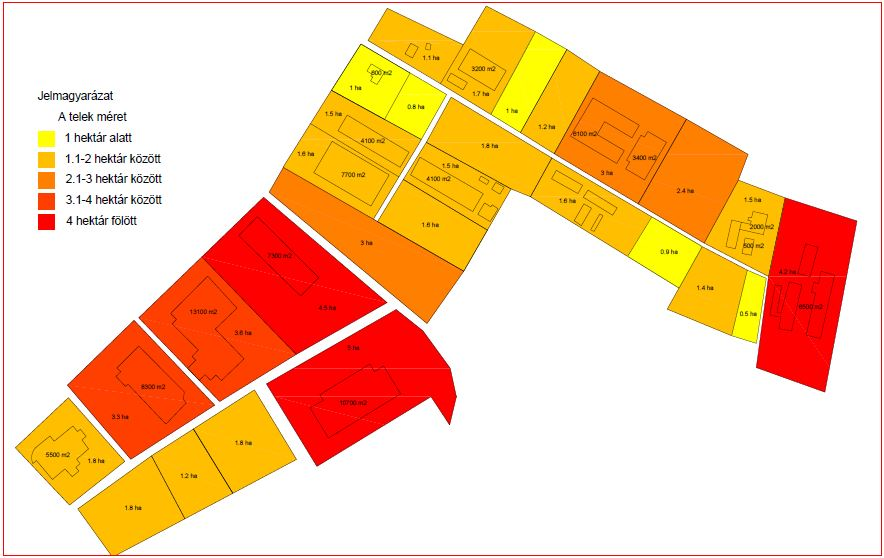 Jelmagyarázat
A telek méret
1 hektár alatt
1.1-2 hektár között
2.1-3 hektár között
3.1-4 hektár között
4 hektár fölött
1.1 ha
3200 m2
1.7 ha
800 m2
1 ha
0.8 ha
1 ha
1.2 ha
6100 m2
3400 m2
3 ha
2.4 ha
1.5 ha
4100 m2
1.6 ha
7700 m2
1.8 ha
1.5 ha
4100 m2
1.6 ha
1.6 ha
3 ha
0.9 ha
1.4 ha
0.5 ha
1.5 ha
2000 m2
500 m2
4.2 ha
6500 m2
7300 m2
4.5 ha
13100 m2
3.6 ha
8300 m2
3.3 ha
5 ha
10700 m2
5500 m2
1.8 ha
1.8 ha
1.2 ha
1.8 ha